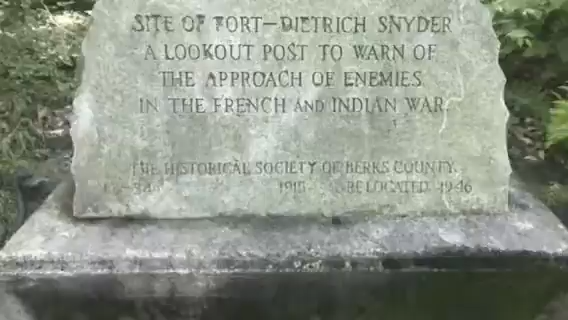 SITE OF FORT-DIETRICH SNYDER
A LOOKOUT POST TO WARN OF
THE APPROACH OF ENEMIES
IN THE FRENCH AND INDIAN WAR
THE HISTORICAL SOCIETY OF BERKS COUNTY
1915 RELOCATED 1946